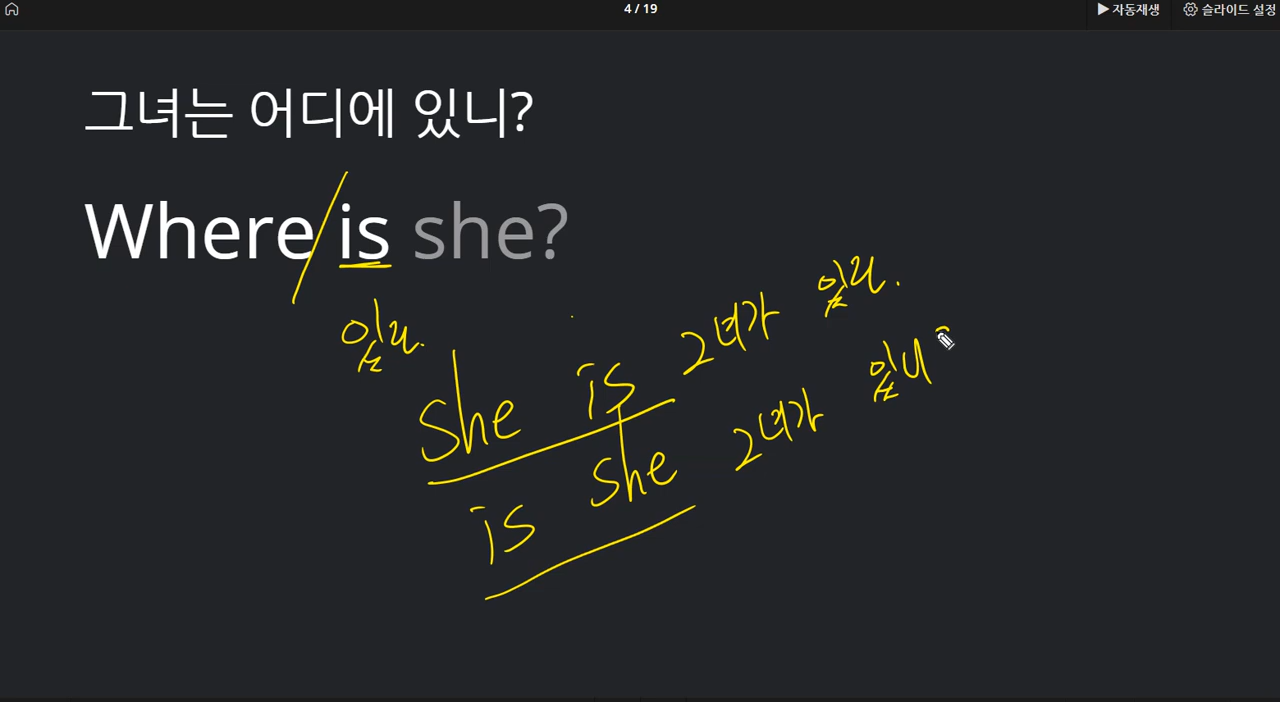 4 / 19
자동재생
슬라이드 설정
그녀는 어디에 있니?
Where is she?
있다.
she is 그녀가 있다.
is she 그녀가 있니